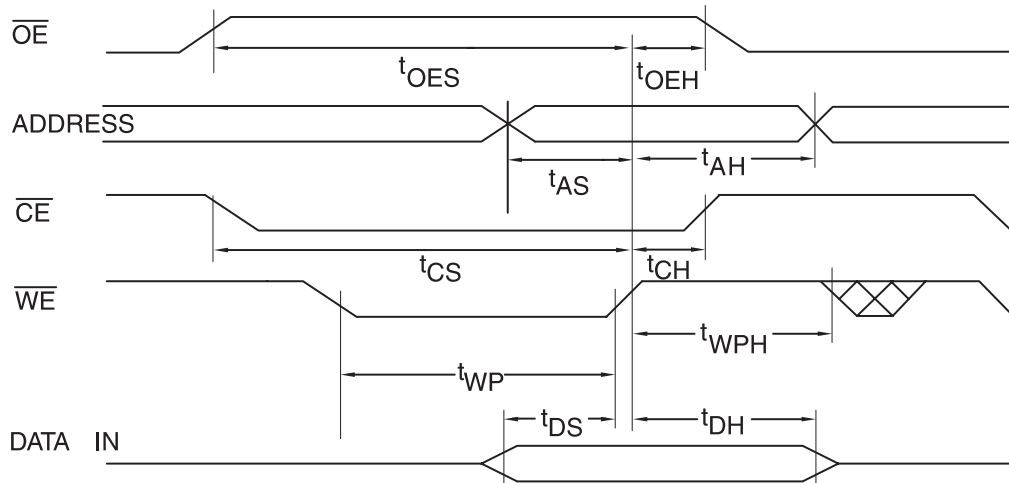 OE
tOES
tOEH
ADDRESS
tAS
tAH
CE
tCS
tCH
WE
tWPH
tWP
tDS
tDH
DATA IN